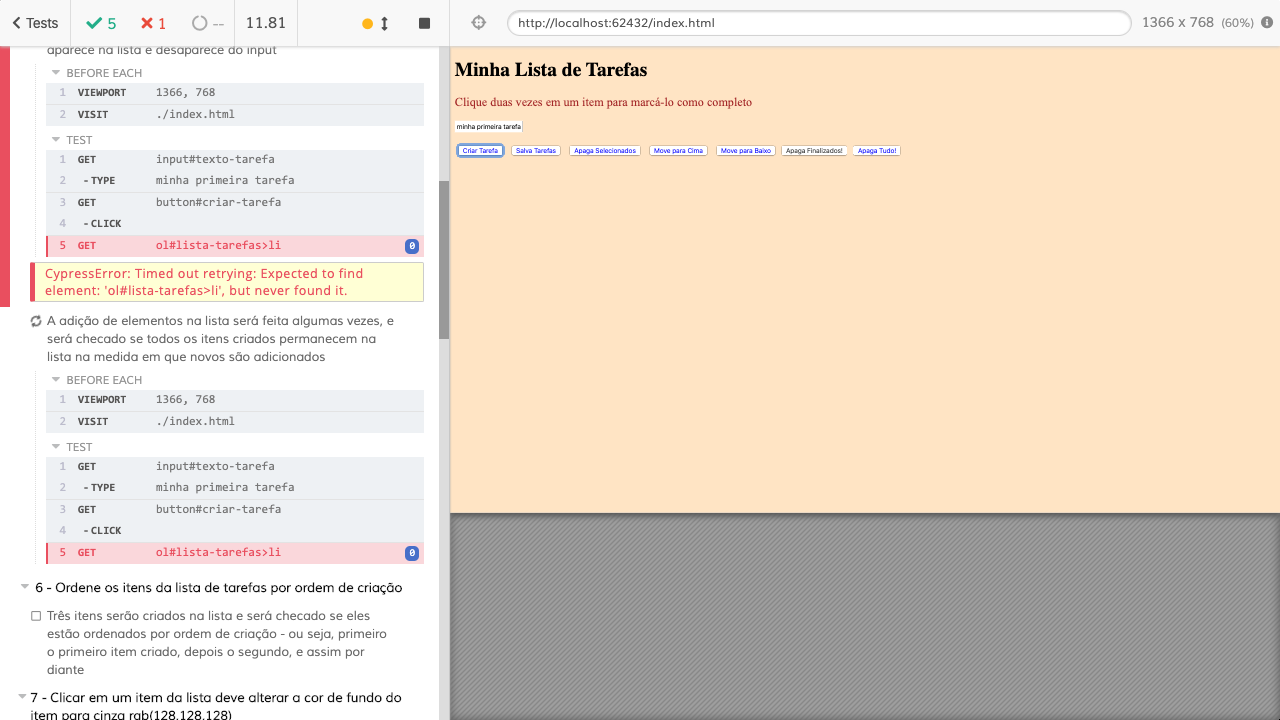 Tests 5 1 -- 11.81
http://localhost:62432/index.html 1366 x 768 (60%)
aparece na lista e desaparece do input
BEFORE EACH
1 VIEWPORT 1366, 768
2 VISIT ./index.html
TEST
1 GET input#texto-tarefa
2 - TYPE minha primeira tarefa
3 GET button#criar-tarefa
4 - CLICK
5 GET ol#lista-tarefas>li 0
CypressError: Timed out retrying: Expected to find
element: 'ol#lista-tarefas>li', but never found it.
A adição de elementos na lista será feita algumas vezes, e
será checado se todos os itens criados permanecem na
lista na medida em que novos são adicionados
BEFORE EACH
1 VIEWPORT 1366, 768
2 VISIT ./index.html
TEST
1 GET input#texto-tarefa
2 - TYPE minha primeira tarefa
3 GET button#criar-tarefa
4 - CLICK
5 GET ol#lista-tarefas>li 0
6 - Ordene os itens da lista de tarefas por ordem de criação
Três itens serão criados na lista e será checado se eles
estão ordenados por ordem de criação - ou seja, primeiro
o primeiro item criado, depois o segundo, e assim por
diante
7 - Clicar em um item da lista deve alterar a cor de fundo do
item para cinza rgb(128,128,128)
Minha Lista de Tarefas
Clique duas vezes em um item para marcá-lo como completo
minha primeira tarefa
Criar Tarefa Salva Tarefas Apaga Selecionados Move para Cima Move para Baixo Apaga Finalizados! Apaga Tudo!